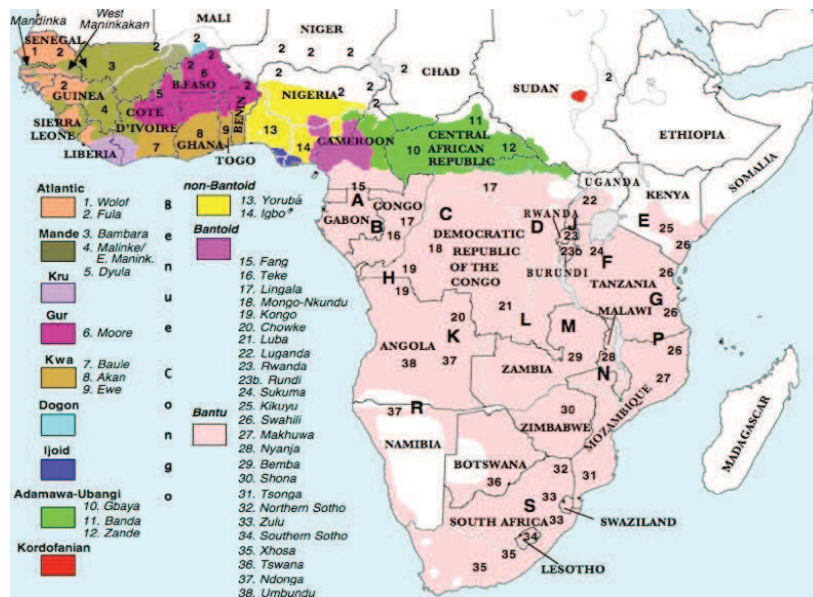 Mandinka
West
Maninkakan
MALI
NIGER
CHAD
SUDAN
ETHIOPIA
SOMALIA
SENEGAL
1
2
2
3
2
2
2
2
2
2
2
2
2
2
2
2
GUINEA
4
5
6
B.FASO
COTE
D'IVOIRE
SIERRA
LEONE
LIBERIA
7
8
GHANA
9
TOGO
BENIN
NIGERIA
13
14
CAMEROON
10
11
12
CENTRAL
AFRICAN
REPUBLIC
UGANDA
22
KENYA
E
25
26
15
A
GABON
B
CONGO
17
16
17
C
18
DEMOCRATIC
REPUBLIC
OF THE
CONGO
D
RWANDA
J
23
23b
24
BURUNDI
F
TANZANIA
26
G
26
H
19
19
20
21
L
K
ANGOLA
38
37
M
29
MALAWI
28
N
P
26
27
ZAMBIA
MOZAMBIQUE
MADAGASCAR
37
R
NAMIBIA
30
ZIMBABWE
BOTSWANA
36
32
31
S
33
33
SOUTH AFRICA
34
35
35
SWAZILAND
LESOTHO
Atlantic
1. Wolof
2. Fula
Mande
3. Bambara
4. Malinke/
E. Manink.
5. Dyula
Kru
Gur
6. Moore
Kwa
7. Baule
8. Akan
9. Ewe
Dogon
Ijoid
Adamawa-Ubangi
10. Gbaya
11. Banda
12. Zande
Kordofanian
B
e
n
u
e
C
o
n
g
o
non-Bantoid
13. Yorubá
14. Igbo*
Bantoid
15. Fang
16. Teke
17. Lingala
18. Mongo-Nkundu
19. Kongo
20. Chowke
21. Luba
22. Luganda
23. Rwanda
23b. Rundi
24. Sukuma
25. Kikuyu
26. Swahili
27. Makhuwa
28. Nyanja
29. Bemba
30. Shona
31. Tsonga
32. Northern Sotho
33. Zulu
34. Southern Sotho
35. Xhosa
36. Tswana
37. Ndonga
38. Umbundu
Bantu